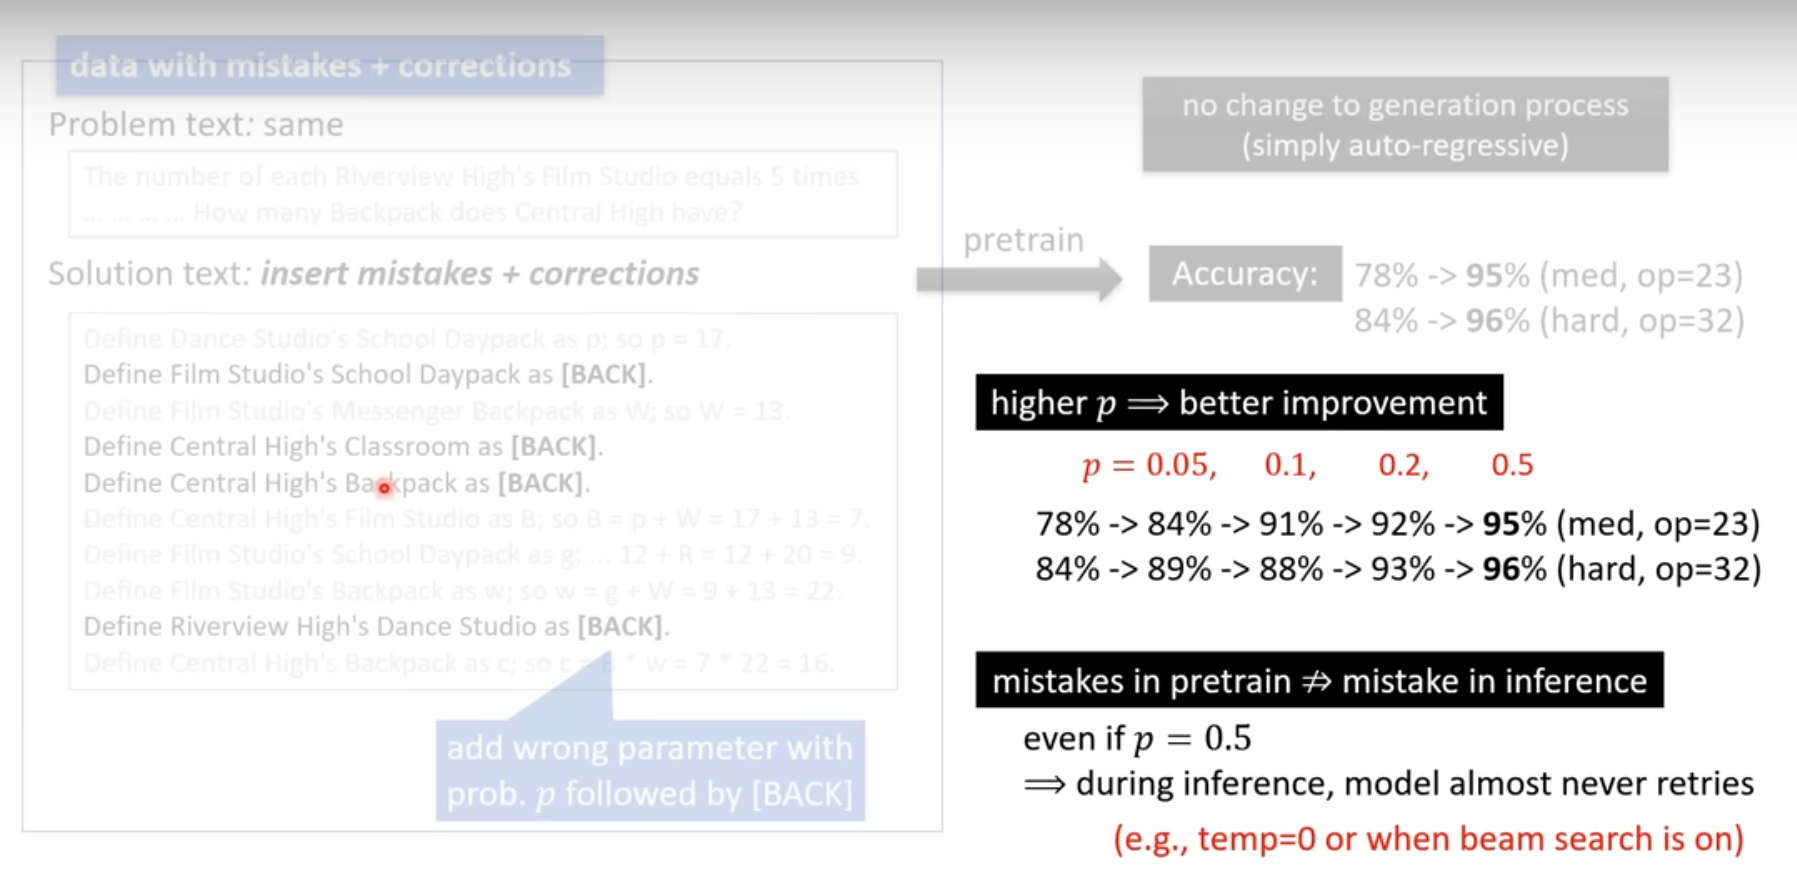 data with mistakes + corrections
Problem text: same
The number of each Riverview High's Film Studio equals 5 times
... ... ... ... How many Backpack does Central High have?
Solution text: insert mistakes + corrections
Define Dance Studio's School Daypack as p; so p = 17.
Define Film Studio's School Daypack as [BACK].
Define Film Studio's Messenger Backpack as W; so W = 13.
Define Central High's Classroom as [BACK].
Define Central High's Backpack as [BACK].
Define Central High's Film Studio as B; so B = p + W = 17 + 13 = 7.
Define Film Studio's School Daypack as g; ... 12 + R = 12 + 20 = 9.
Define Film Studio's Backpack as w; so w = g + W = 9 + 13 = 22.
Define Riverview High's Dance Studio as [BACK].
Define Central High's Backpack as c; so c = B * w = 7 * 22 = 16.
add wrong parameter with
prob. p followed by [BACK]
pretrain
no change to generation process
(simply auto-regressive)
Accuracy: 78% -> 95% (med, op=23)
84% -> 96% (hard, op=32)
higher p ⟹ better improvement
p = 0.05, 0.1, 0.2, 0.5
78% -> 84% -> 91% -> 92% -> 95% (med, op=23)
84% -> 89% -> 88% -> 93% -> 96% (hard, op=32)
mistakes in pretrain ⇏ mistake in inference
even if p = 0.5
⟹ during inference, model almost never retries
(e.g., temp=0 or when beam search is on)